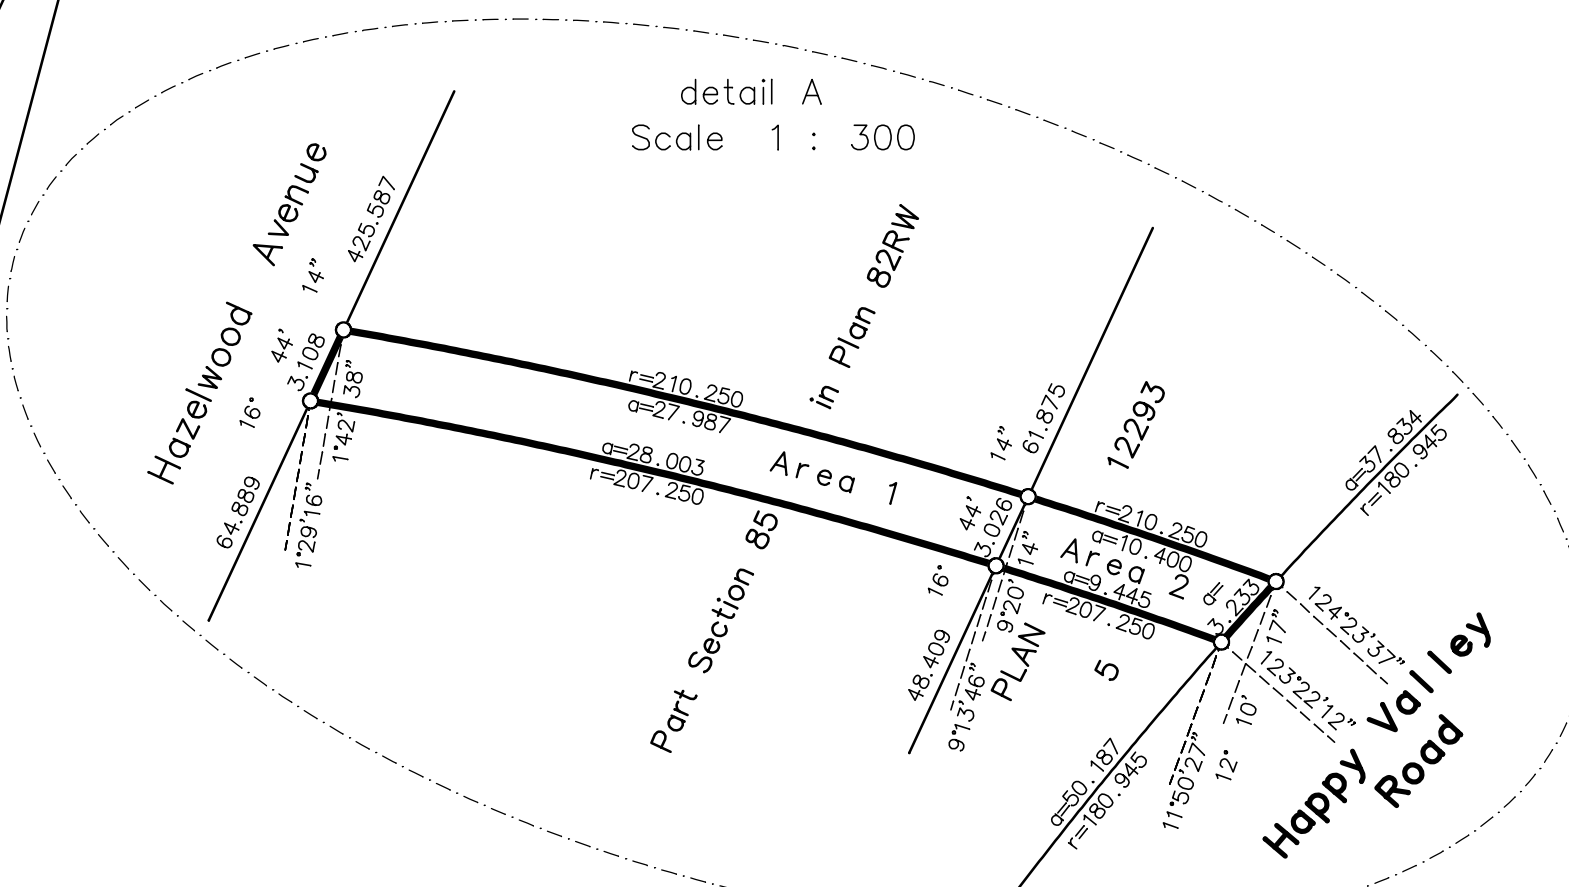 detail A
Scale 1 : 300
Hazelwood Avenue
425.587
16° 44' 14"
3.108
64.889
1°42' 38"
1°29'16"
r=210.250
a=27.987
a=28.003
r=207.250
Area 1
Part Section 85
in Plan 82RW
16° 44' 14"
61.875
3.026
48.409
9°20' 14"
9°13'46"
PLAN 12293
5
r=210.250
a=10.400
Area 2
a=9.445
r=207.250
a=
3.233
a=37.834
r=180.945
124°23'37"
123°22'12"
12° 10' 17"
11°50'27"
a=50.187
r=180.945
Happy Valley
Road